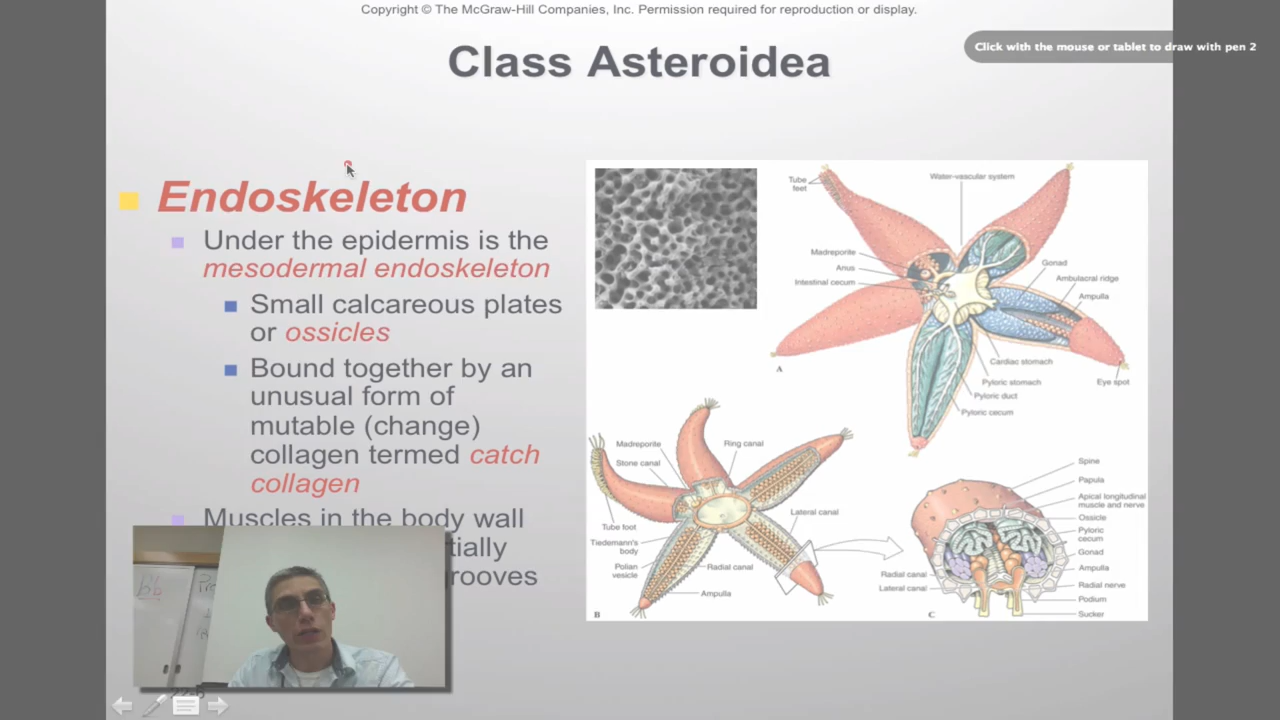 Copyright © The McGraw-Hill Companies, Inc. Permission required for reproduction or display.
Class Asteroidea
Click with the mouse or tablet to draw with pen 2
Endoskeleton
Under the epidermis is the
mesodermal endoskeleton
Small calcareous plates
or ossicles
Bound together by an
unusual form of
mutable (change)
collagen termed catch
collagen
Muscles in the body wall
Tube
feet
Water-vascular system
Madreporite
Anus
Intestinal cecum
Gonad
Ambulacral ridge
Ampulla
Cardiac stomach
Pyloric stomach
Pyloric duct
Pyloric cecum
Eye spot
A
Madreporite
Stone canal
Ring canal
Lateral canal
Tube foot
Tiedemann's
body
Polian
vesicle
Radial canal
Ampulla
B
Spine
Papula
Apical longitudinal
muscle and nerve
Ossicle
Pyloric
cecum
Gonad
Ampulla
Radial canal
Lateral canal
Radial nerve
Podium
Sucker
C
Bb